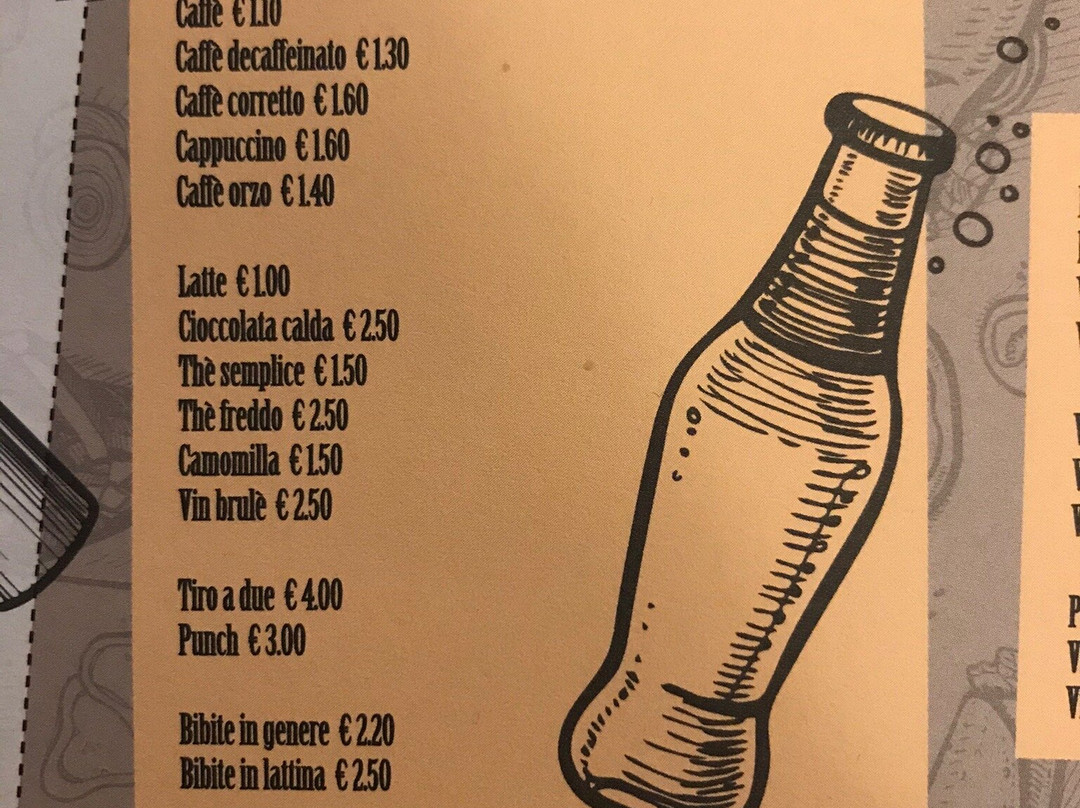 Caffè € 1.10
Caffè decaffeinato € 1.30
Caffè corretto € 1.60
Cappuccino € 1.60
Caffè orzo € 1.40
Latte € 1.00
Cioccolata calda € 2.50
Thè semplice € 1.50
Thè freddo € 2.50
Camomilla € 1.50
Vin brulè € 2.50
Tiro a due € 4.00
Punch € 3.00
Bibite in genere € 2.20
Bibite in lattina € 2.50